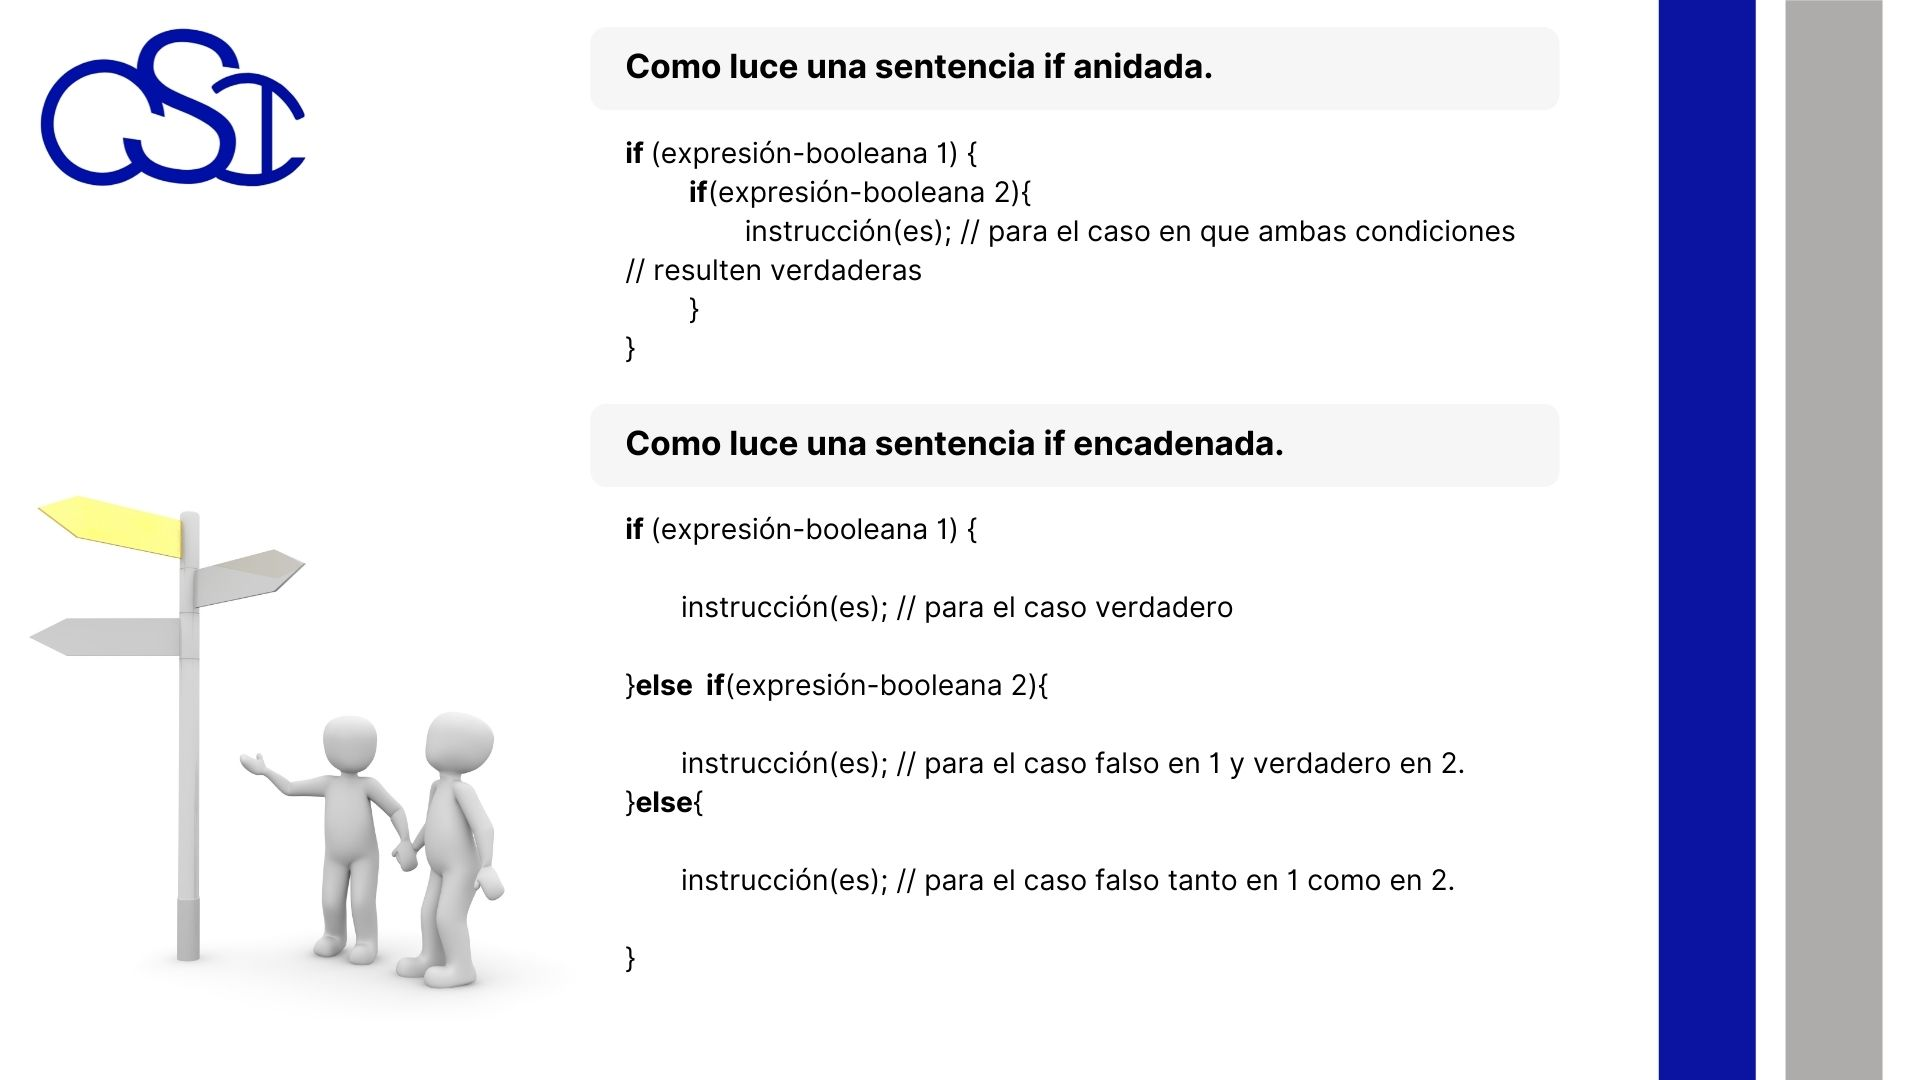 CSI
Como luce una sentencia if anidada.
if (expresión-booleana 1) {
if(expresión-booleana 2){
instrucción(es); // para el caso en que ambas condiciones
// resulten verdaderas
}
}
Como luce una sentencia if encadenada.
if (expresión-booleana 1) {
instrucción(es); // para el caso verdadero
}else if(expresión-booleana 2){
instrucción(es); // para el caso falso en 1 y verdadero en 2.
}else{
instrucción(es); // para el caso falso tanto en 1 como en 2.
}